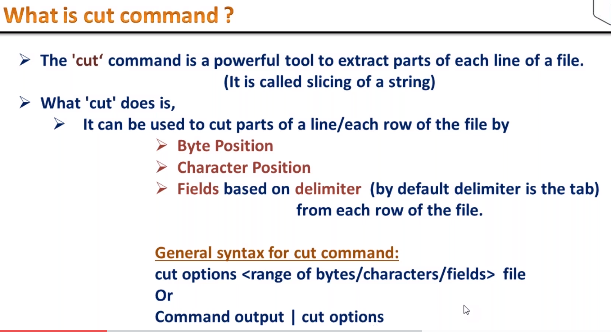 What is cut command ?
The 'cut‘ command is a powerful tool to extract parts of each line of a file.
(It is called slicing of a string)
What 'cut' does is,
It can be used to cut parts of a line/each row of the file by
Byte Position
Character Position
Fields based on delimiter (by default delimiter is the tab)
from each row of the file.
General syntax for cut command:
cut options <range of bytes/characters/fields> file
Or
Command output | cut options